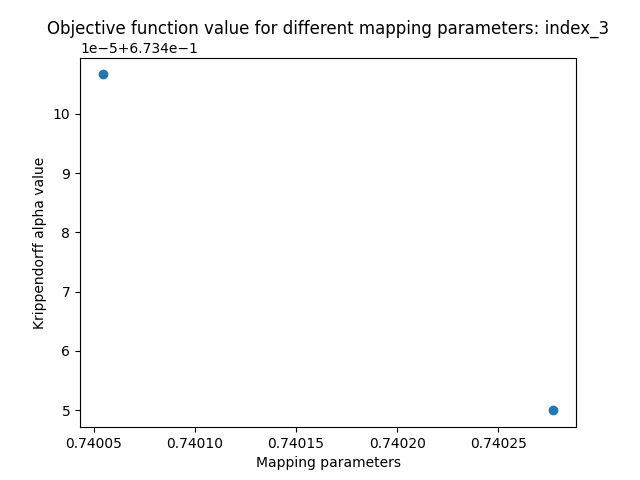 Objective function value for different mapping parameters: index_3
1e−5+6.734e−1
10
9
8
7
6
5
Krippendorff alpha value
0.74005 0.74010 0.74015 0.74020 0.74025
Mapping parameters